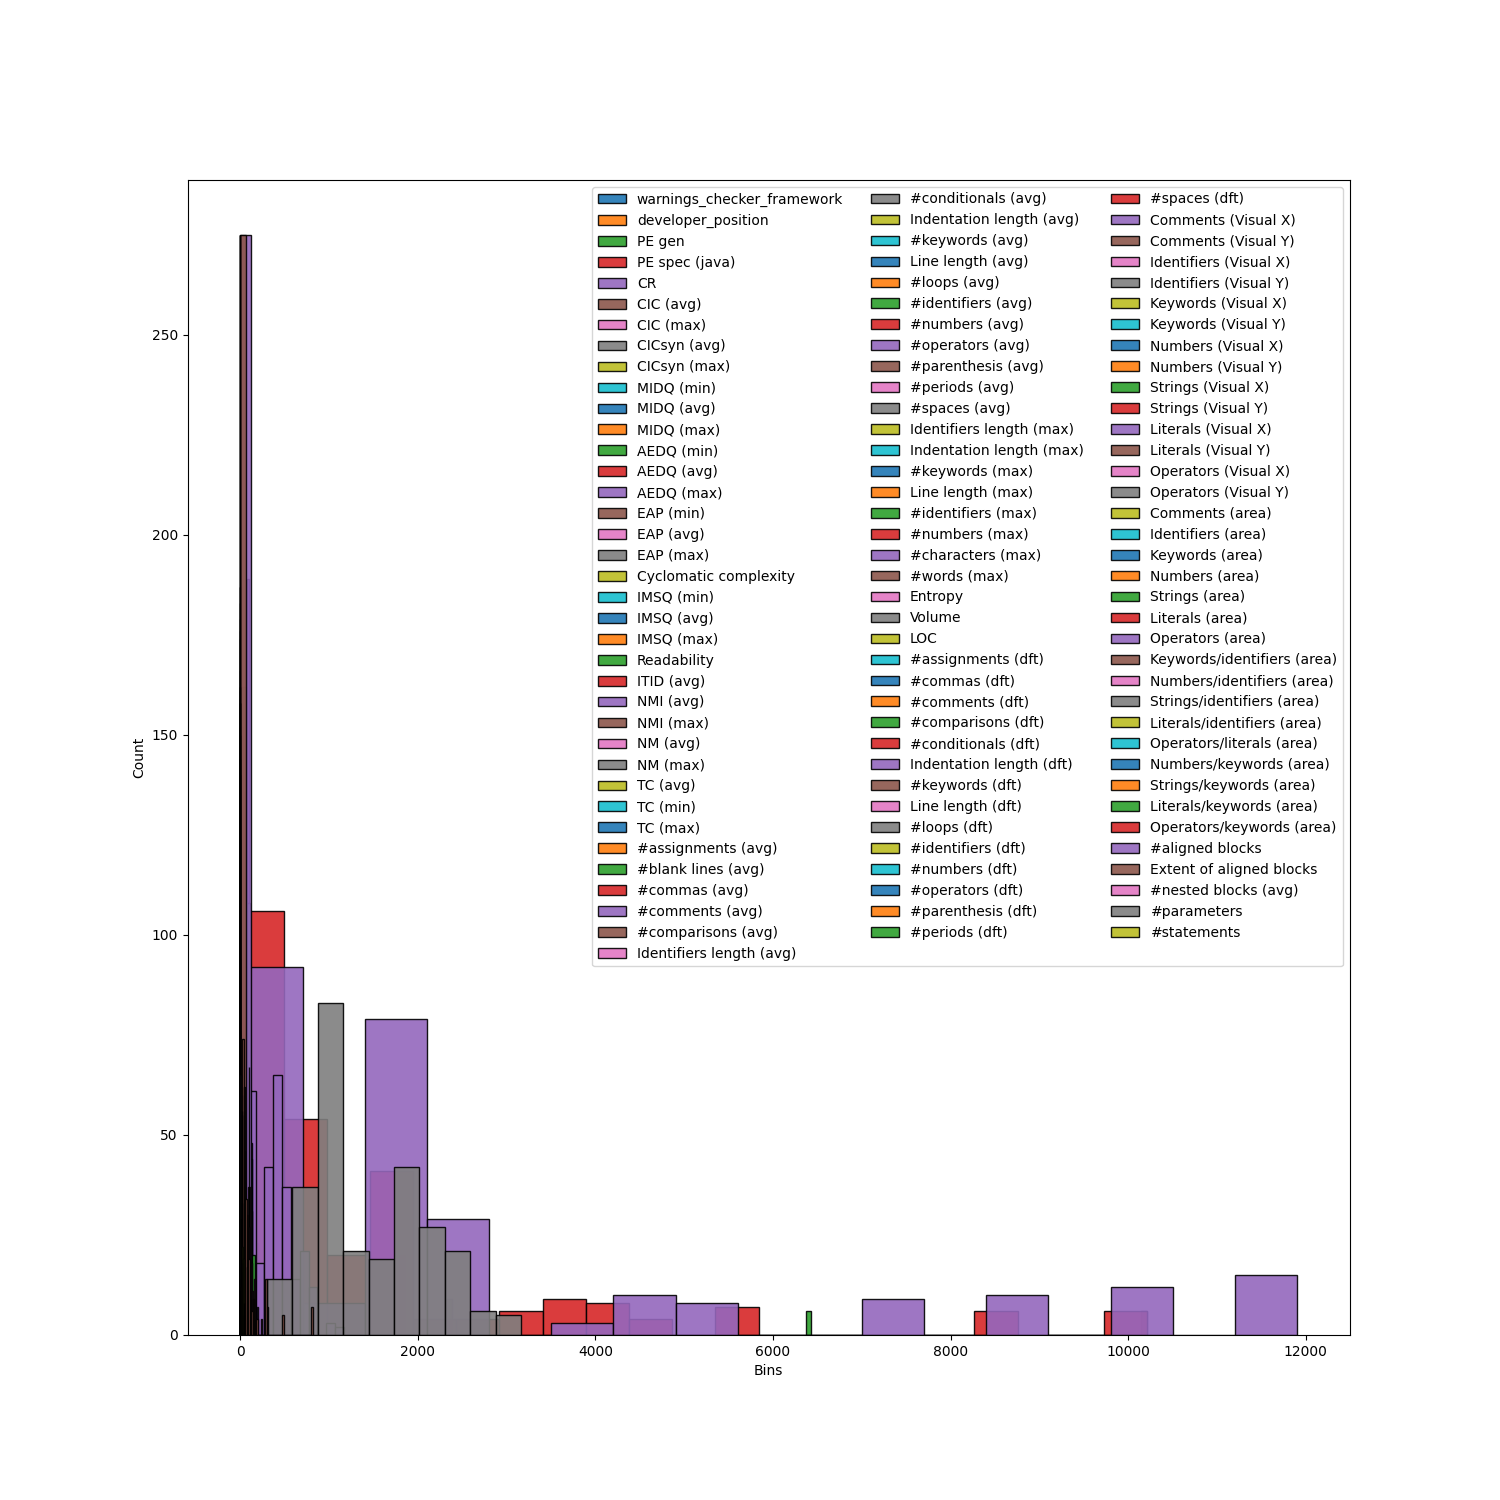 250
200
150
100
50
0
Count
warnings_checker_framework
developer_position
PE gen
PE spec (java)
CR
CIC (avg)
CIC (max)
CICsyn (avg)
CICsyn (max)
MIDQ (min)
MIDQ (avg)
MIDQ (max)
AEDQ (min)
AEDQ (avg)
AEDQ (max)
EAP (min)
EAP (avg)
EAP (max)
Cyclomatic complexity
IMSQ (min)
IMSQ (avg)
IMSQ (max)
Readability
ITID (avg)
NMI (avg)
NMI (max)
NM (avg)
NM (max)
TC (avg)
TC (min)
TC (max)
#assignments (avg)
#blank lines (avg)
#commas (avg)
#comments (avg)
#comparisons (avg)
Identifiers length (avg)
#conditionals (avg)
Indentation length (avg)
#keywords (avg)
Line length (avg)
#loops (avg)
#identifiers (avg)
#numbers (avg)
#operators (avg)
#parenthesis (avg)
#periods (avg)
#spaces (avg)
Identifiers length (max)
Indentation length (max)
#keywords (max)
Line length (max)
#identifiers (max)
#numbers (max)
#characters (max)
#words (max)
Entropy
Volume
LOC
#assignments (dft)
#commas (dft)
#comments (dft)
#comparisons (dft)
#conditionals (dft)
Indentation length (dft)
#keywords (dft)
Line length (dft)
#loops (dft)
#identifiers (dft)
#numbers (dft)
#operators (dft)
#parenthesis (dft)
#periods (dft)
#spaces (dft)
Comments (Visual X)
Comments (Visual Y)
Identifiers (Visual X)
Identifiers (Visual Y)
Keywords (Visual X)
Keywords (Visual Y)
Numbers (Visual X)
Numbers (Visual Y)
Strings (Visual X)
Strings (Visual Y)
Literals (Visual X)
Literals (Visual Y)
Operators (Visual X)
Operators (Visual Y)
Comments (area)
Identifiers (area)
Keywords (area)
Numbers (area)
Strings (area)
Literals (area)
Operators (area)
Keywords/identifiers (area)
Numbers/identifiers (area)
Strings/identifiers (area)
Literals/identifiers (area)
Operators/literals (area)
Numbers/keywords (area)
Strings/keywords (area)
Literals/keywords (area)
Operators/keywords (area)
#aligned blocks
Extent of aligned blocks
#nested blocks (avg)
#parameters
#statements
0 2000 4000 6000 8000 10000 12000
Bins